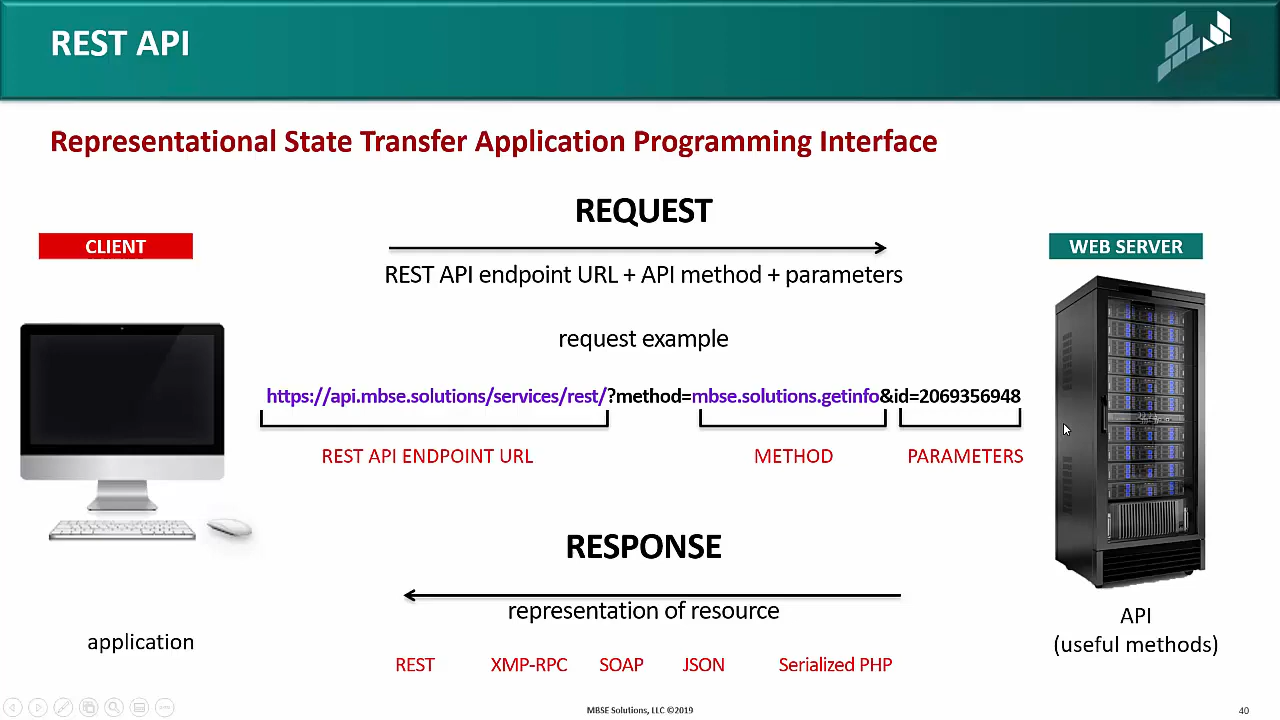 REST API
Representational State Transfer Application Programming Interface
REQUEST
CLIENT
WEB SERVER
REST API endpoint URL + API method + parameters
request example
https://api.mbse.solutions/services/rest/?method=mbse.solutions.getinfo&id=2069356948
REST API ENDPOINT URL
METHOD
PARAMETERS
RESPONSE
representation of resource
API
(useful methods)
application
REST
XMP-RPC
SOAP
JSON
Serialized PHP
MBSE Solutions, LLC ©2019
40